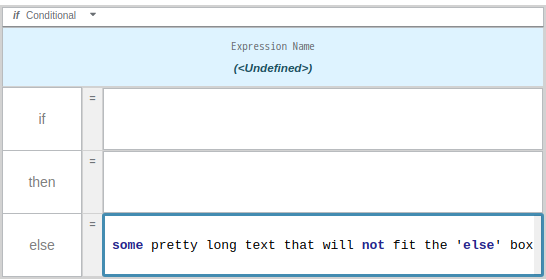 if Conditional
Expression Name
(<Undefined>)
if =
then =
else = some pretty long text that will not fit the 'else' box